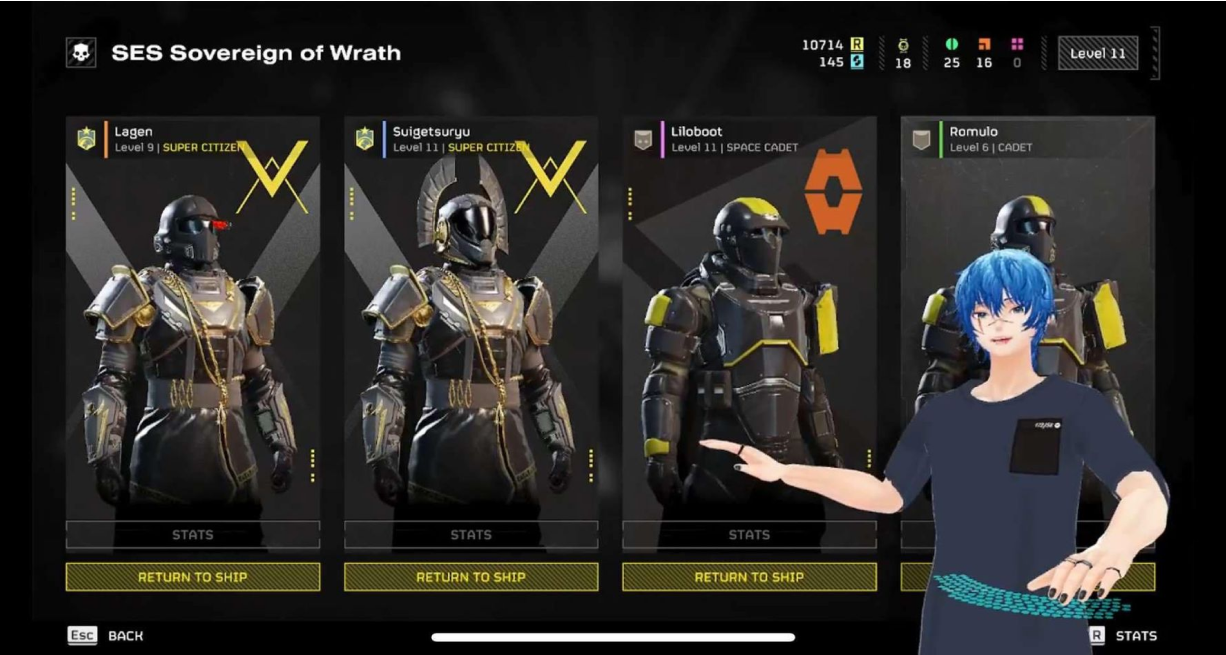 SES Sovereign of Wrath
10714 R
145
18
25
16
0
Level 11
Lagen
Level 9 | SUPER CITIZEN
Suigetsuryu
Level 11 | SUPER CITIZEN
Liloboot
Level 11 | SPACE CADET
Romulo
Level 6 | CADET
STATS
STATS
STATS
RETURN TO SHIP
RETURN TO SHIP
RETURN TO SHIP
Esc BACK
R STATS